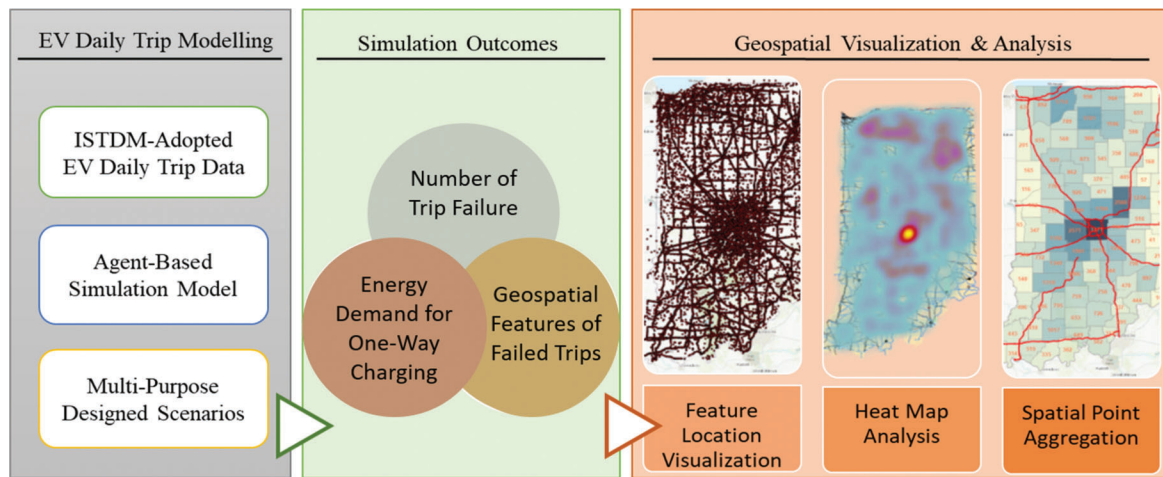 EV Daily Trip Modelling
ISTDM-Adopted
EV Daily Trip Data
Agent-Based
Simulation Model
Multi-Purpose
Designed Scenarios
Simulation Outcomes
Number of
Trip Failure
Energy
Demand for
One-Way
Charging
Geospatial
Features of
Failed Trips
Geospatial Visualization & Analysis
Feature
Location
Visualization
Heat Map
Analysis
Spatial Point
Aggregation